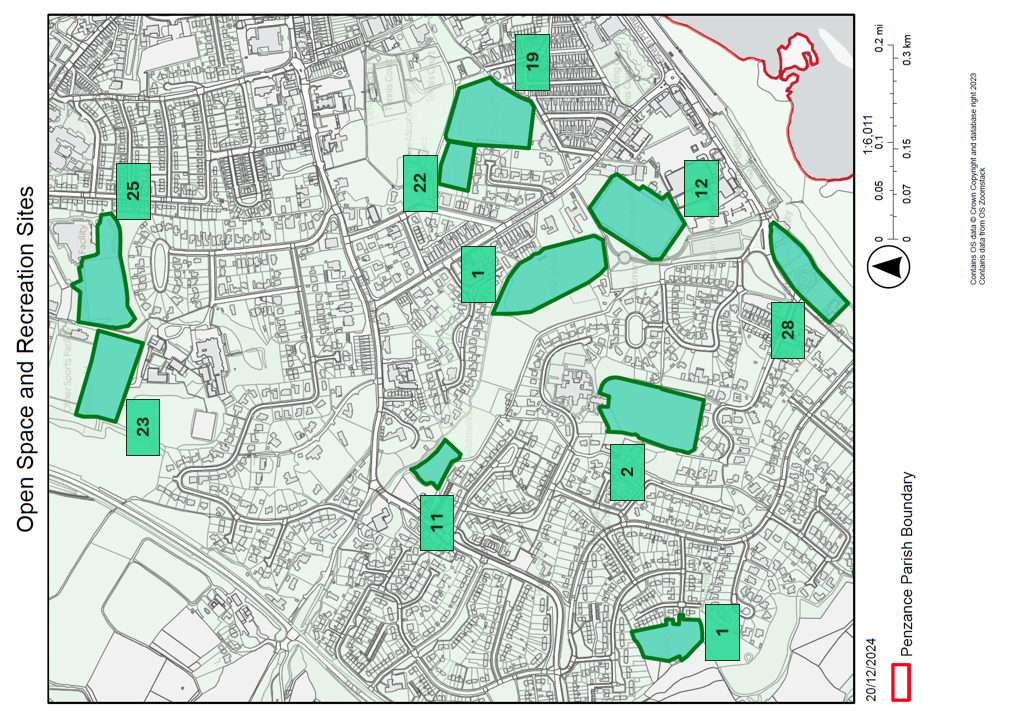 Open Space and Recreation Sites
19
25
22
12
1
28
23
2
11
1
20/12/2024
Penzance Parish Boundary
1:6,011
0 0.05 0.1 0.2 mi
0 0.07 0.15 0.3 km
Contains OS data © Crown Copyright and database right 2023
Contains data from OS Zoomstack